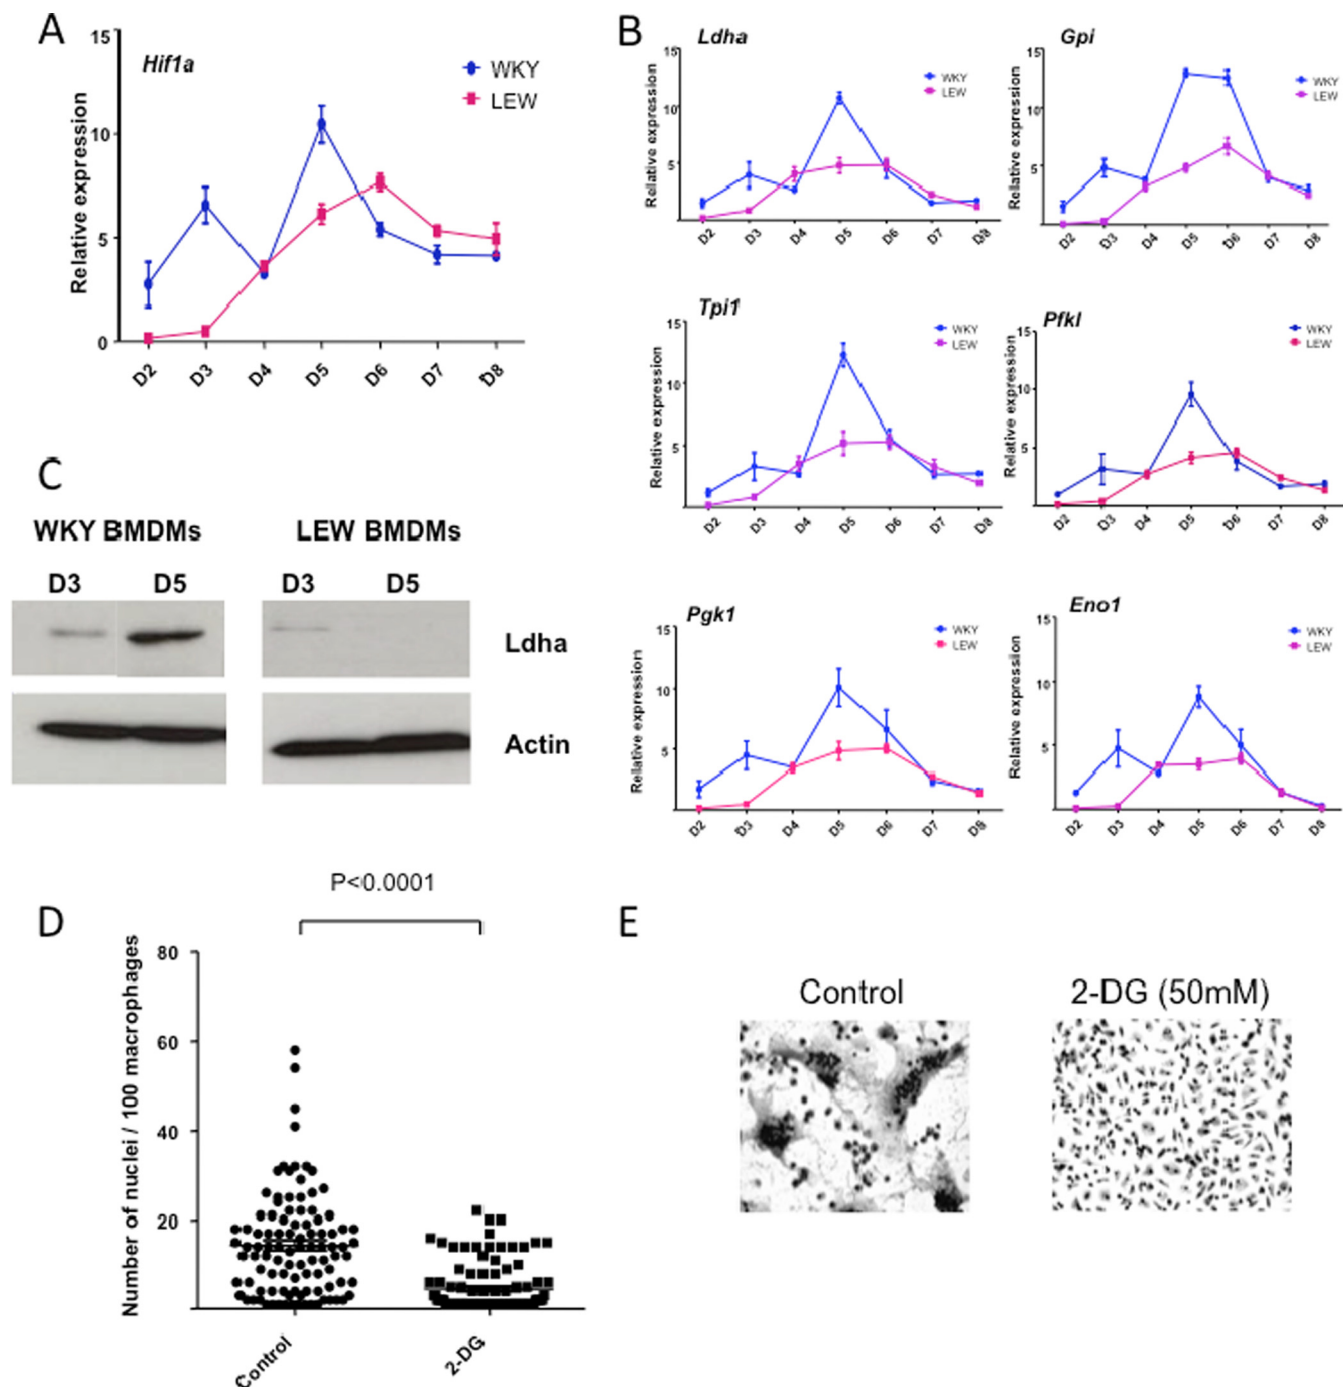 A
Hif1a
15
10
5
0
Relative expression
WKY
LEW
D2 D3 D4 D5 D6 D7 D8
B
Ldha
15
10
5
Relative expression
WKY
LEW
D2 D3 D4 D5 D6 D7 D8
Gpi
15
10
5
Relative expression
WKY
LEW
D2 D3 D4 D5 D6 D7 D8
Tpi1
15
10
5
Relative expression
WKY
LEW
D2 D3 D4 D5 D6 D7 D8
Pfkl
15
10
5
Relative expression
WKY
LEW
D2 D3 D4 D5 D6 D7 D8
Pgk1
15
10
5
Relative expression
WKY
LEW
D2 D3 D4 D5 D6 D7 D8
Eno1
15
10
5
Relative expression
WKY
LEW
D2 D3 D4 D5 D6 D7 D8
C
WKY BMDMs
LEW BMDMs
D3 D5
D3 D5
Ldha
Actin
D
P<0.0001
80
60
40
20
Number of nuclei / 100 macrophages
Control
2-DG
E
Control
2-DG (50mM)